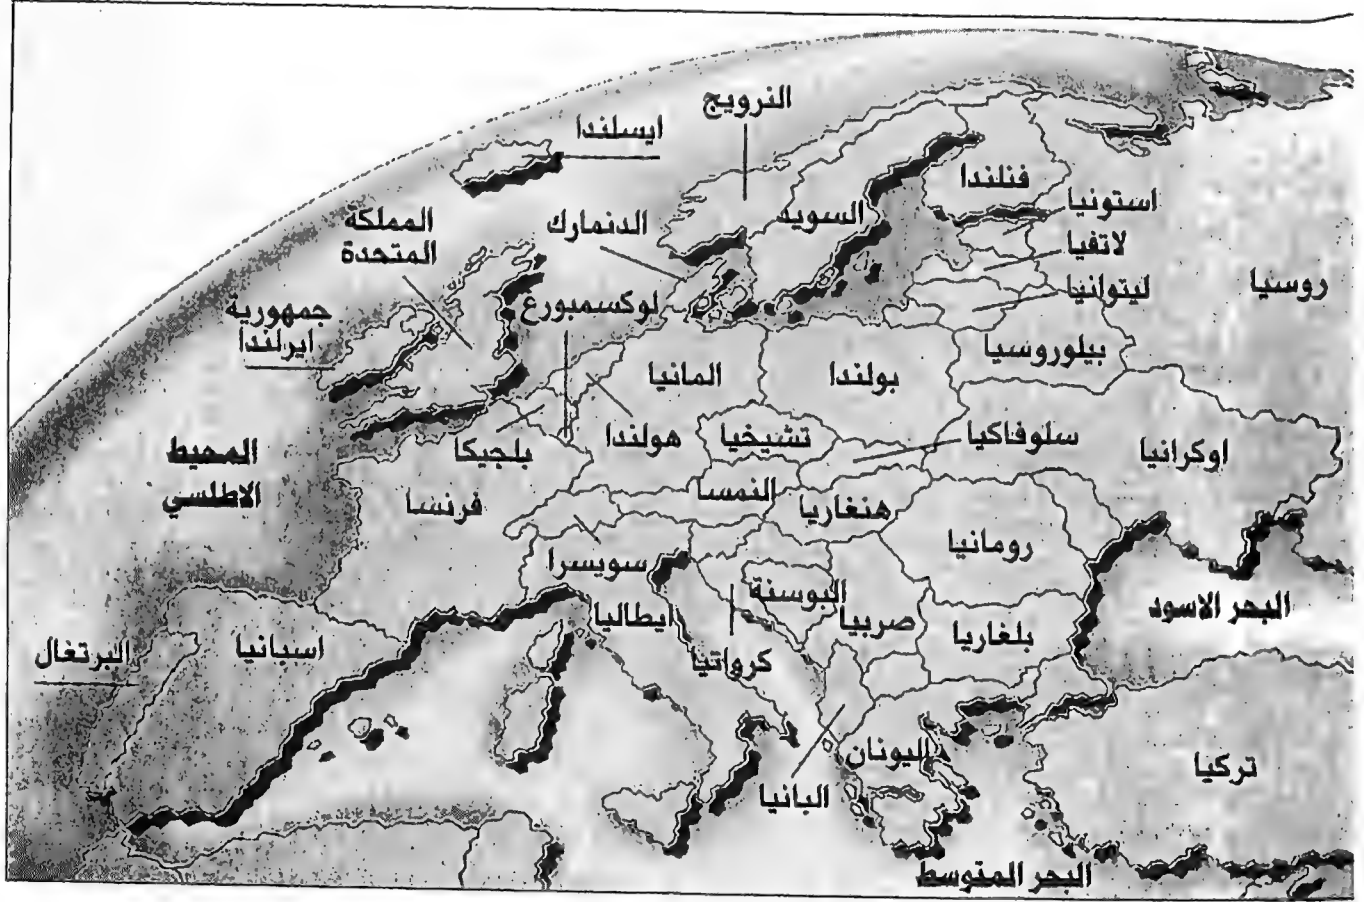 النرويج
ايسلندا
فنلندا
السويد
استونيا
الدنمارك
المملكة
المتحدة
لاتفيا
روسيا
ليتوانيا
لوكسمبورغ
جمهورية
ايرلندا
بيلوروسيا
بولندا
المانيا
سلوفاكيا
تشيخيا
هولندا
بلجيكا
اوكرانيا
المحيط
الاطلسي
النمسا
هنغاريا
فرنسا
رومانيا
سويسرا
البوسنة
ايطاليا
صربيا
بلغاريا
البحر الاسود
اسبانيا
البرتغال
كرواتيا
اليونان
تركيا
البانيا
البحر المتوسط